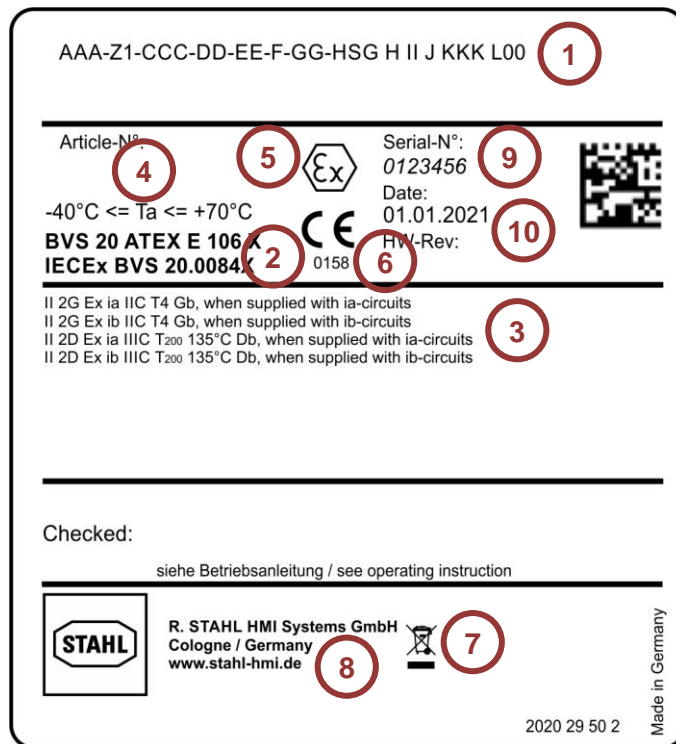 AAA-Z1-CCC-DD-EE-F-GG-HSG H II J KKK L00
1
Article-N°:
4
5
Ex
Serial-N°:
0123456
9
Date:
01.01.2021
10
HW-Rev:
-40°C <= Ta <= +70°C
BVS 20 ATEX E 106 X
IECEx BVS 20.0084X
2
CE
0158
6
II 2G Ex ia IIC T4 Gb, when supplied with ia-circuits
II 2G Ex ib IIC T4 Gb, when supplied with ib-circuits
II 2D Ex ia IIIC T200 135°C Db, when supplied with ia-circuits
II 2D Ex ib IIIC T200 135°C Db, when supplied with ib-circuits
3
Checked:
siehe Betriebsanleitung / see operating instruction
STAHL
R. STAHL HMI Systems GmbH
Cologne / Germany
www.stahl-hmi.de
8
7
Made in Germany
2020 29 50 2